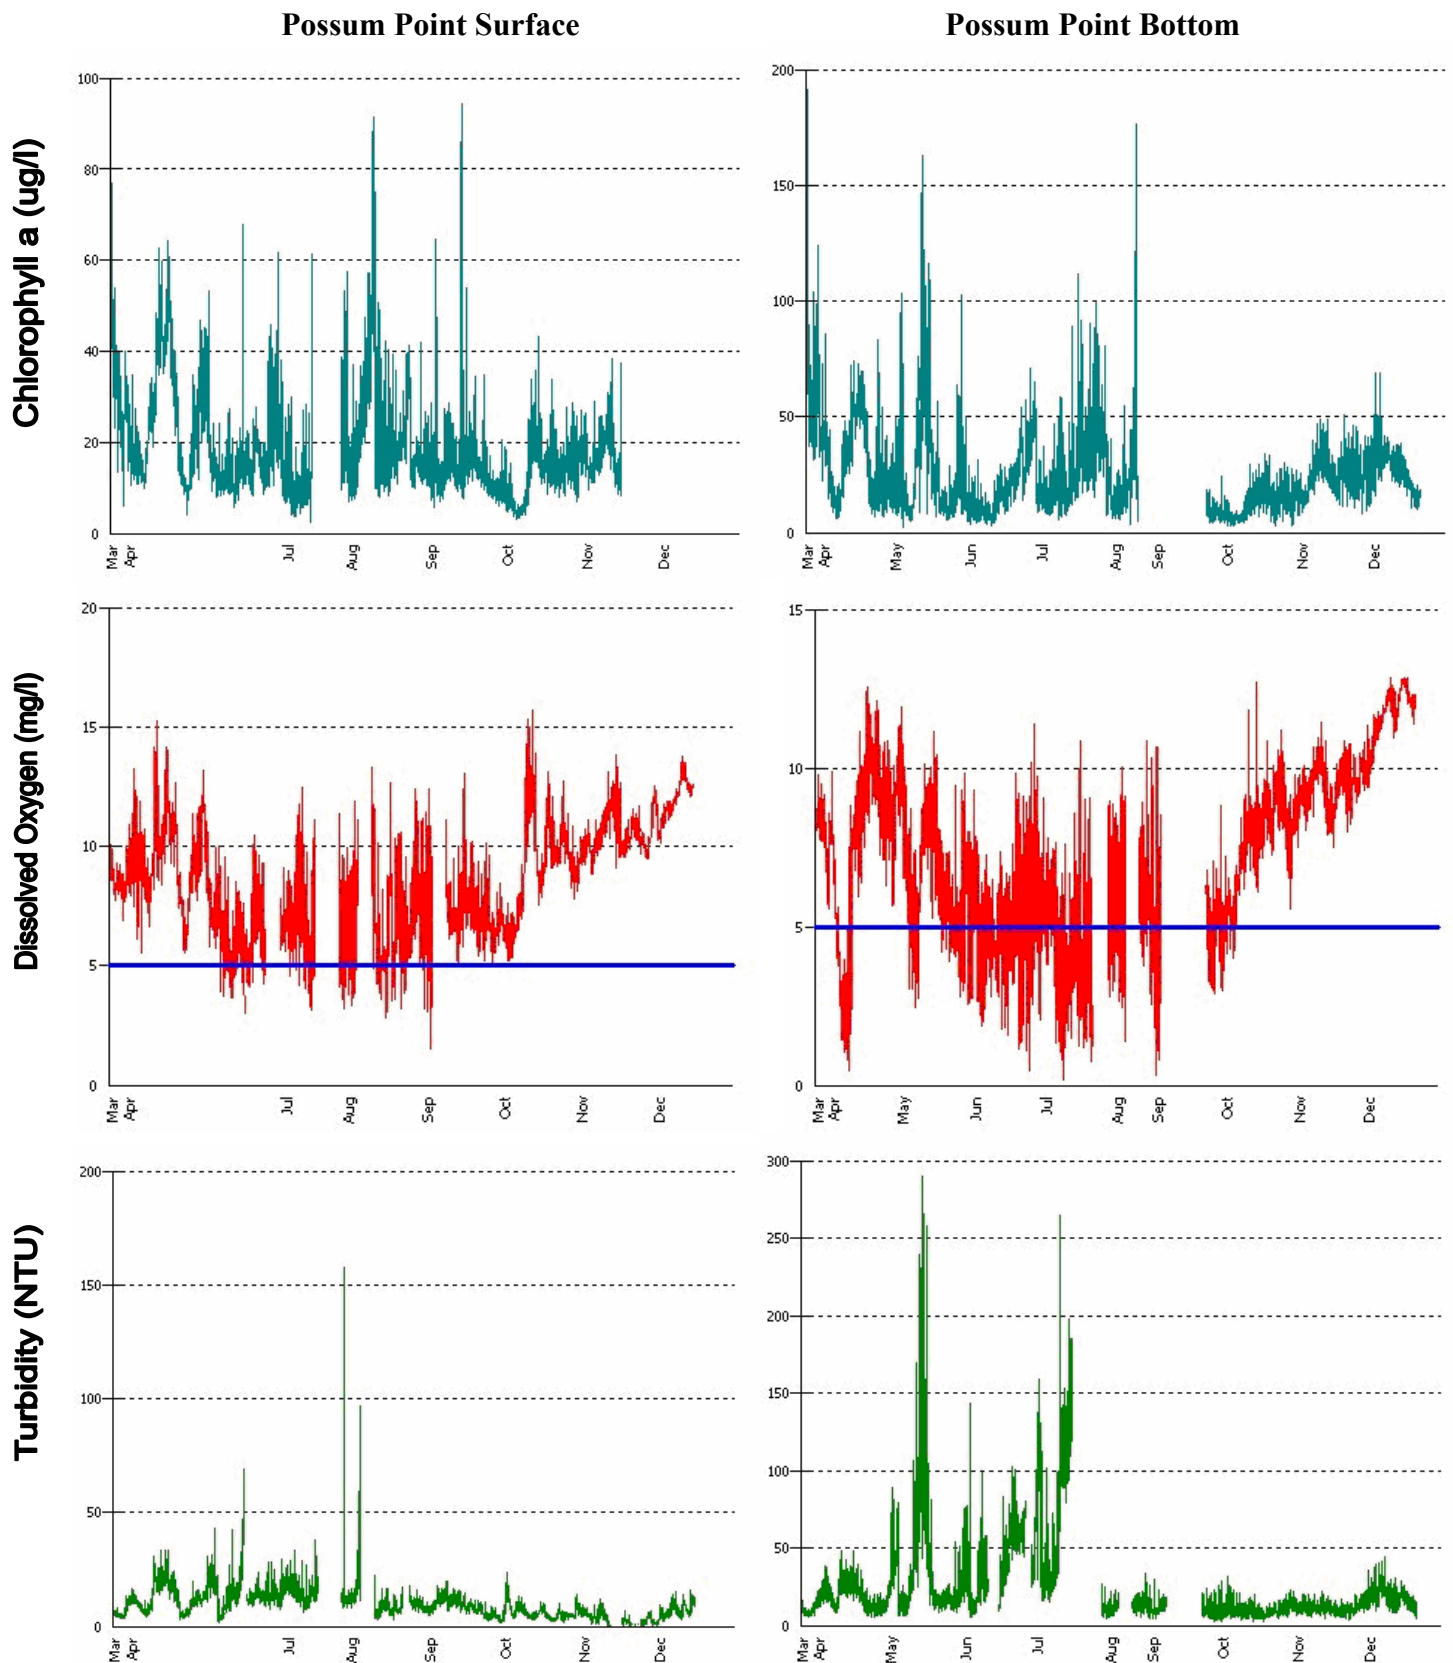 Possum Point Surface
Possum Point Bottom
Chlorophyll a (ug/l)
100
80
60
40
20
0
Mar Apr Jul Aug Sep Oct Nov Dec
200
150
100
50
0
Mar Apr May Jun Jul Aug Sep Oct Nov Dec
Dissolved Oxygen (mg/l)
20
15
10
5
0
Mar Apr Jul Aug Sep Oct Nov Dec
15
10
5
0
Mar Apr May Jun Jul Aug Sep Oct Nov Dec
Turbidity (NTU)
200
150
100
50
0
Mar Apr Jul Aug Sep Oct Nov Dec
300
250
200
150
100
50
0
Mar Apr May Jun Jul Aug Sep Oct Nov Dec